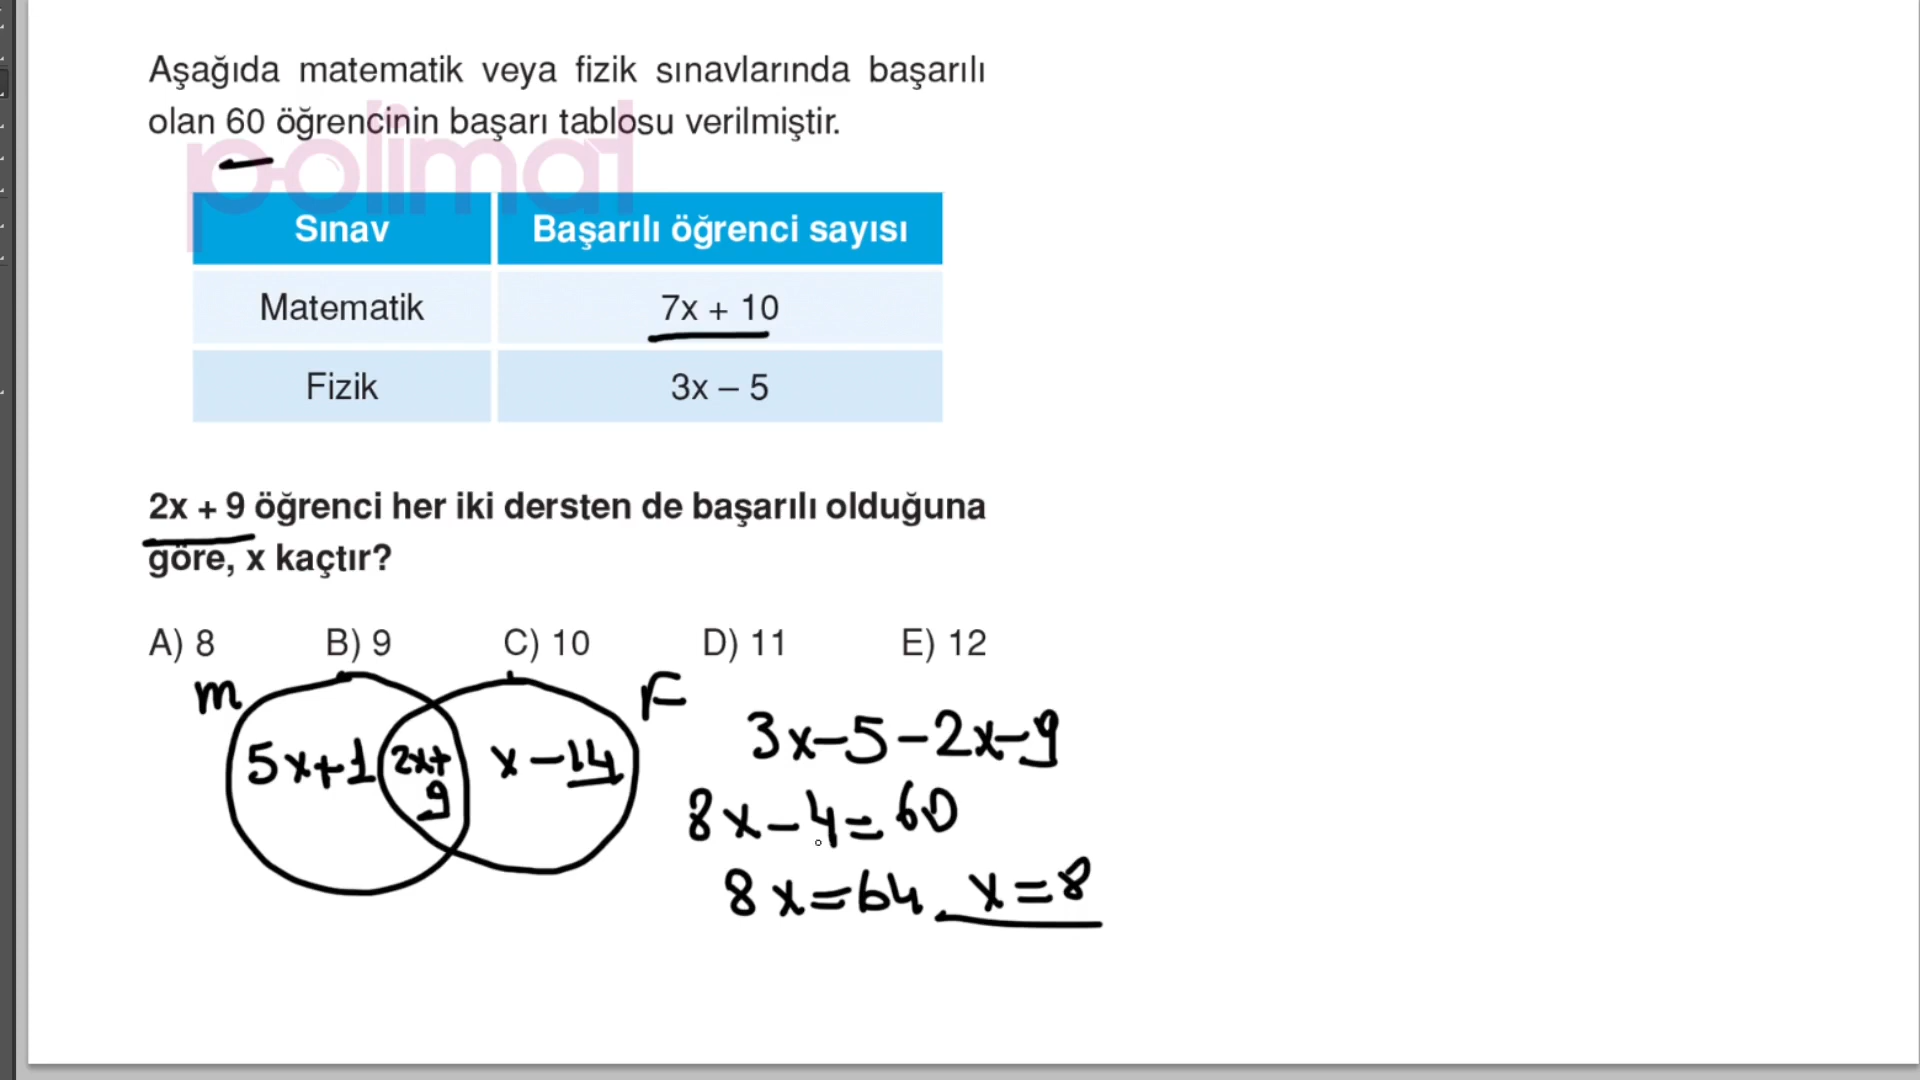 Aşağıda matematik veya fizik sınavlarında başarılı
olan 60 öğrencinin başarı tablosu verilmiştir.
polimat
Sınav Başarılı öğrenci sayısı
Matematik 7x + 10
Fizik 3x – 5
2x + 9 öğrenci her iki dersten de başarılı olduğuna
göre, x kaçtır?
A) 8 B) 9 C) 10 D) 11 E) 12
m F
5x+1 2x+ x-14
9
3x-5-2x-9
8x-4=60
8x=64 x=8